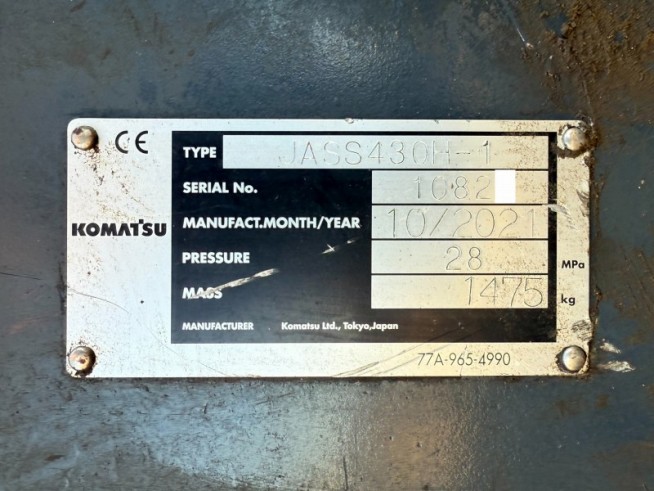 CE
TYPE JASS430H-1
SERIAL No. 1082
KOMATSU
MANUFACT.MONTH/YEAR 10/2021
PRESSURE 28 MPa
MASS 1475 kg
MANUFACTURER Komatsu Ltd., Tokyo,Japan
77A-965-4990